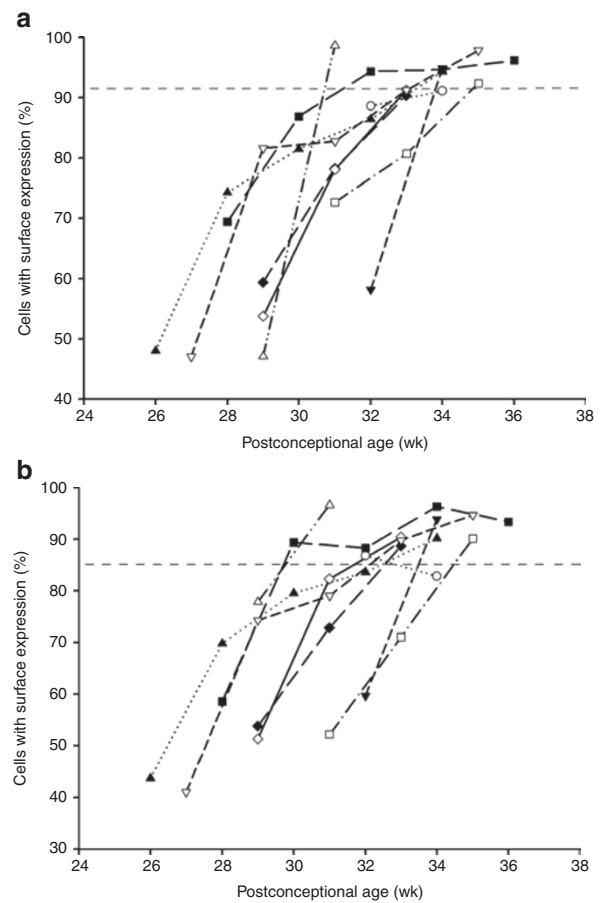 a
100
90
80
70
60
50
40
Cells with surface expression (%)
24 26 28 30 32 34 36 38
Postconceptional age (wk)
b
100
90
80
70
60
50
40
30
Cells with surface expression (%)
24 26 28 30 32 34 36 38
Postconceptional age (wk)